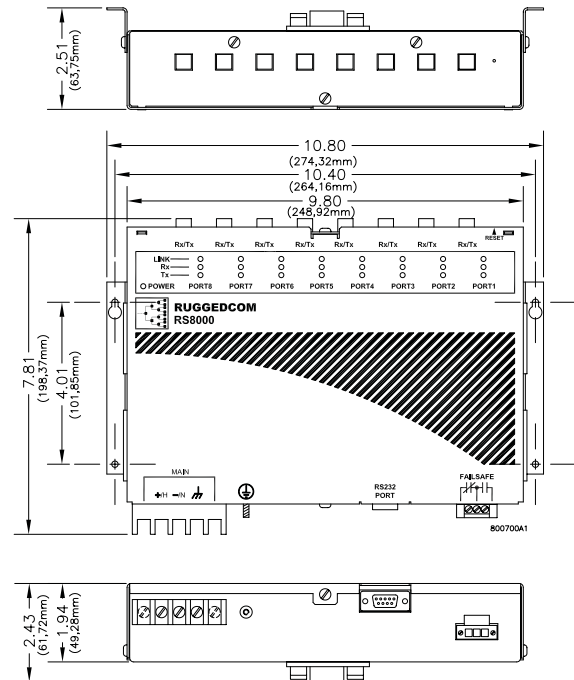 2.51
(63,75mm)
10.80
(274,32mm)
10.40
(264,16mm)
9.80
(248,92mm)
RESET
Rx/Tx Rx/Tx Rx/Tx Rx/Tx Rx/Tx Rx/Tx Rx/Tx Rx/Tx
LINK
Rx
Tx
POWER PORT8 PORT7 PORT6 PORT5 PORT4 PORT3 PORT2 PORT1
RUGGEDCOM
RS8000
7.81
(198,37mm)
4.01
(101,85mm)
MAIN
+/H -/N
RS232
PORT
FAILSAFE
800700A1
2.43
(61,72mm)
1.94
(49,28mm)